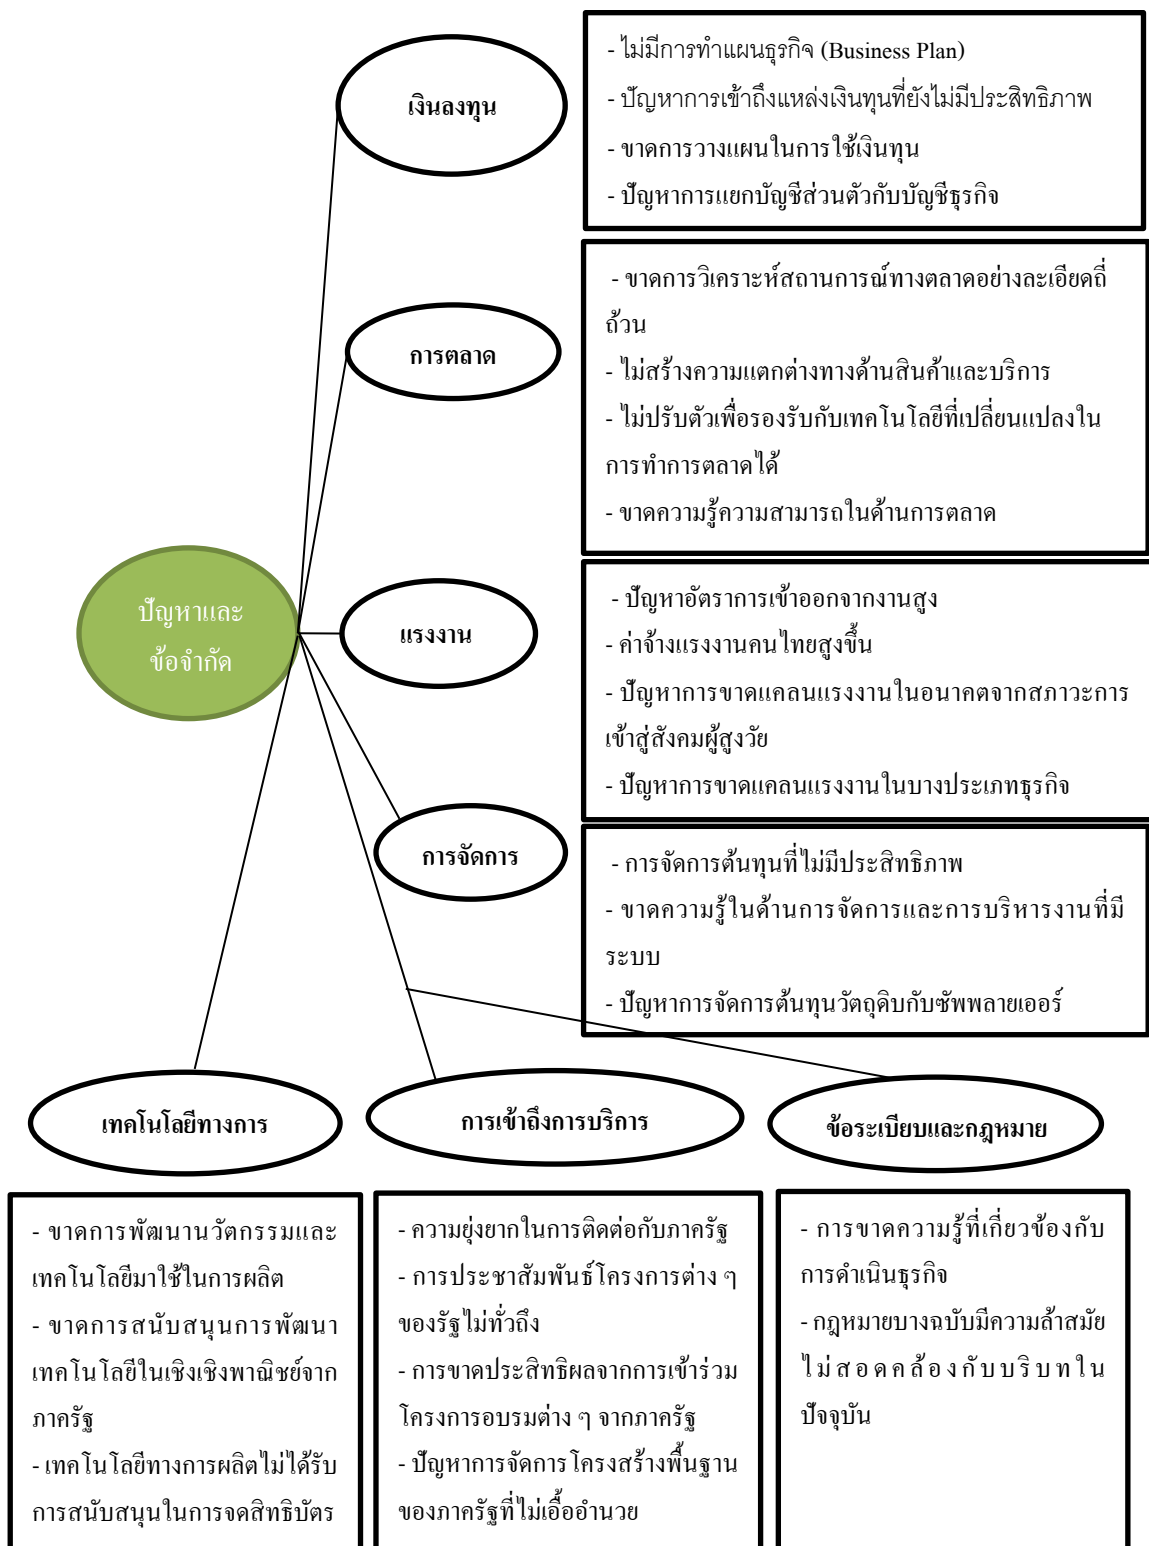 เงินลงทุน
- ไม่มีการทำแผนธุรกิจ (Business Plan)
- ปัญหาการเข้าถึงแหล่งเงินทุนที่ยังไม่มีประสิทธิภาพ
- ขาดการวางแผนในการใช้เงินทุน
- ปัญหาการแยกบัญชีส่วนตัวกับบัญชีธุรกิจ
การตลาด
- ขาดการวิเคราะห์สถานการณ์ทางตลาดอย่างละเอียดถี่
ถ้วน
- ไม่สร้างความแตกต่างทางด้านสินค้าและบริการ
- ไม่ปรับตัวเพื่อรองรับกับเทคโนโลยีที่เปลี่ยนแปลงใน
การทำการตลาดได้
- ขาดความรู้ความสามารถในด้านการตลาด
ปัญหาและ
ข้อจำกัด
แรงงาน
- ปัญหาอัตราการเข้าออกจากงานสูง
- ค่าจ้างแรงงานคนไทยสูงขึ้น
- ปัญหาการขาดแคลนแรงงานในอนาคตจากสภาวะการ
เข้าสู่สังคมผู้สูงวัย
- ปัญหาการขาดแคลนแรงงานในบางประเภทธุรกิจ
การจัดการ
- การจัดการต้นทุนที่ไม่มีประสิทธิภาพ
- ขาดความรู้ในด้านการจัดการและการบริหารงานที่มี
ระบบ
- ปัญหาการจัดการต้นทุนวัตถุดิบกับซัพพลายเออร์
เทคโนโลยีทางการ
- ขาดการพัฒนานวัตกรรมและ
เทคโนโลยีมาใช้ในการผลิต
- ขาดการสนับสนุนการพัฒนา
เทคโนโลยีในเชิงเชิงพาณิชย์จาก
ภาครัฐ
- เทคโนโลยีทางการผลิตไม่ได้รับ
การสนับสนุนในการจดสิทธิบัตร
การเข้าถึงการบริการ
- ความยุ่งยากในการติดต่อกับภาครัฐ
- การประชาสัมพันธ์โครงการต่าง ๆ
ของรัฐไม่ทั่วถึง
- การขาดประสิทธิผลจากการเข้าร่วม
โครงการอบรมต่าง ๆ จากภาครัฐ
- ปัญหาการจัดการโครงสร้างพื้นฐาน
ของภาครัฐที่ไม่เอื้ออำนวย
ข้อระเบียบและกฎหมาย
- การขาดความรู้ที่เกี่ยวข้องกับ
การดำเนินธุรกิจ
- กฎหมายบางฉบับมีความล้าสมัย
ไม่สอดคล้องกับบริบทใน
ปัจจุบัน